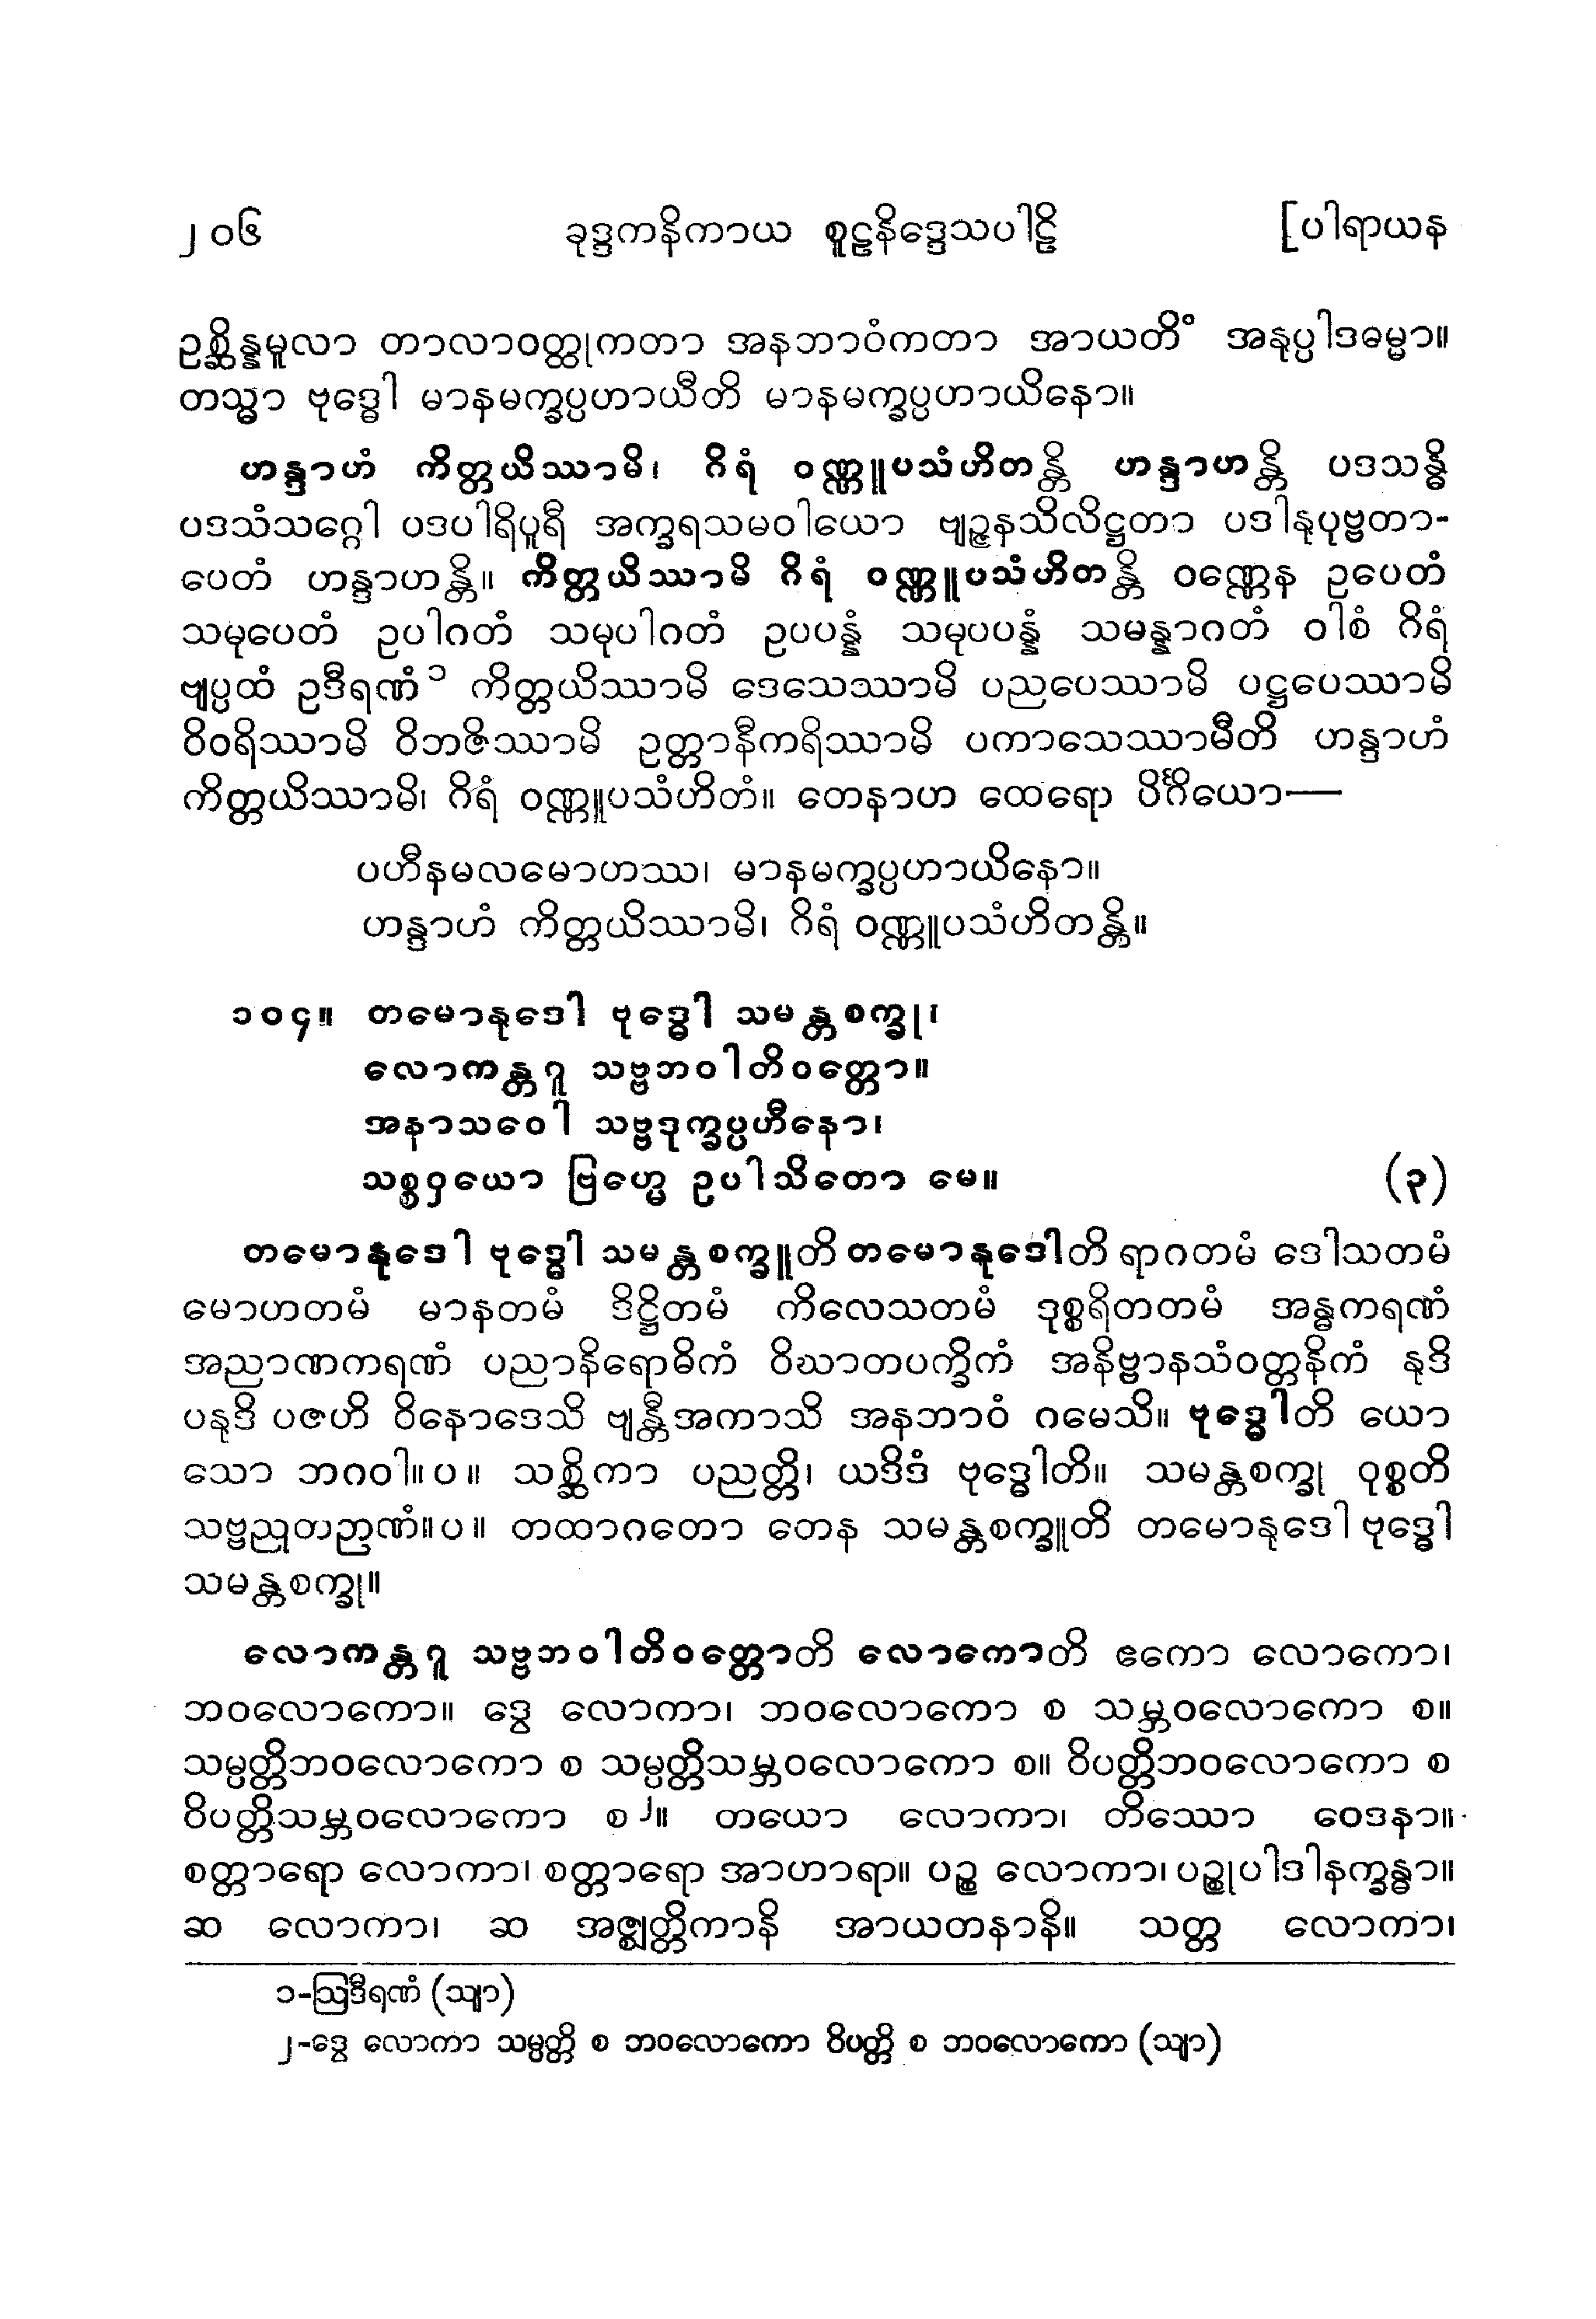 ၂၀၆ ခုဒ္ဒကနိကာယ စူဠနိဒ္ဒေသပါဠိ [ပါရာယန
ဥစ္ဆိန္နမူလာ တာလာဝတ္ထုကတာ အနဘာဝံကတာ အာယတိံ အနုပ္ပါဒဓမ္မာ။
တသ္မာ ဗုဒ္ဓေါ မာနမက္ခပ္ပဟာယီတိ မာနမက္ခပ္ပဟာယိနော။
ဟန္ဒာဟံ ကိတ္တယိဿာမိ၊ ဂိရံ ဝဏ္ဏူပသံဟိတန္တိ ဟန္ဒာဟန္တိ ပဒသန္ဓိ
ပဒသံသဂ္ဂေါ ပဒပါရိပူရီ အက္ခရသမဝါယော ဗျဉ္ဇနသိလိဋ္ဌတာ ပဒါနုပုဗ္ဗတာ-
ပေတံ ဟန္ဒာဟန္တိ။ ကိတ္တယိဿာမိ ဂိရံ ဝဏ္ဏူပသံဟိတန္တိ ဝဏ္ဏေန ဥပေတံ
သမုပေတံ ဥပါဂတံ သမုပါဂတံ ဥပပန္နံ သမုပပန္နံ သမန္နာဂတံ ဝါစံ ဂိရံ
ဗျပ္ပထံ ဥဒီရဏံ၁ ကိတ္တယိဿာမိ ဒေသေဿာမိ ပညပေဿာမိ ပဋ္ဌပေဿာမိ
ဝိဝရိဿာမိ ဝိဘဇိဿာမိ ဥတ္တာနီကရိဿာမိ ပကာသေဿာမီတိ ဟန္ဒာဟံ
ကိတ္တယိဿာမိ၊ ဂိရံ ဝဏ္ဏူပသံဟိတံ။ တေနာဟ ထေရော ပိင်္ဂိယော—
ပဟီနမလမောဟဿ၊ မာနမက္ခပ္ပဟာယိနော။
ဟန္ဒာဟံ ကိတ္တယိဿာမိ၊ ဂိရံ ဝဏ္ဏူပသံဟိတန္တိ။
၁၀၄။ တမောနုဒေါ ဗုဒ္ဓေါ သမန္တစက္ခု၊
လောကန္တဂူ သဗ္ဗဘဝါတိဝတ္တော။
အနာသဝေါ သဗ္ဗဒုက္ခပ္ပဟီနော၊
သစ္စဝှယော ဗြဟ္မေ ဥပါသိတော မေ။ (၃)
တမောနုဒေါ ဗုဒ္ဓေါ သမန္တစက္ခူတိ တမောနုဒေါတိ ရာဂတမံ ဒေါသတမံ
မောဟတမံ မာနတမံ ဒိဋ္ဌိတမံ ကိလေသတမံ ဒုစ္စရိတတမံ အန္ဓကရဏံ
အညာဏကရဏံ ပညာနိရောဓိကံ ဝိဃာတပက္ခိကံ အနိဗ္ဗာနသံဝတ္တနိကံ နုဒိ
ပနုဒိ ပဇဟိ ဝိနောဒေသိ ဗျန္တီအကာသိ အနဘာဝံ ဂမေသိ။ ဗုဒ္ဓေါတိ ယော
သော ဘဂဝါ။ပ။ သစ္ဆိကာ ပညတ္တိ၊ ယဒိဒံ ဗုဒ္ဓေါတိ။ သမန္တစက္ခု ဝုစ္စတိ
သဗ္ဗညုတဉာဏံ။ပ။ တထာဂတော တေန သမန္တစက္ခူတိ တမောနုဒေါ ဗုဒ္ဓေါ
သမန္တစက္ခု။
လောကန္တဂူ သဗ္ဗဘဝါတိဝတ္တောတိ လောကောတိ ဧကော လောကော၊
ဘဝလောကော။ ဒွေ လောကာ၊ ဘဝလောကော စ သမ္ဘဝလောကော စ။
သမ္ပတ္တိဘဝလောကော စ သမ္ပတ္တိသမ္ဘဝလောကော စ။ ဝိပတ္တိဘဝလောကော စ
ဝိပတ္တိသမ္ဘဝလောကော စ၂။ တယော လောကာ၊ တိဿော ဝေဒနာ။
စတ္တာရော လောကာ၊ စတ္တာရော အာဟာရာ။ ပဉ္စ လောကာ၊ ပဉ္စုပါဒါနက္ခန္ဓာ။
ဆ လောကာ၊ ဆ အဇ္ဈတ္တိကာနိ အာယတနာနိ။ သတ္တ လောကာ၊
၁-ဩဒီရဏံ (သျာ)
၂-ဒွေ လောကာ သမ္ပတ္တိ စ ဘဝလောကော ဝိပတ္တိ စ ဘဝလောကော (သျာ)